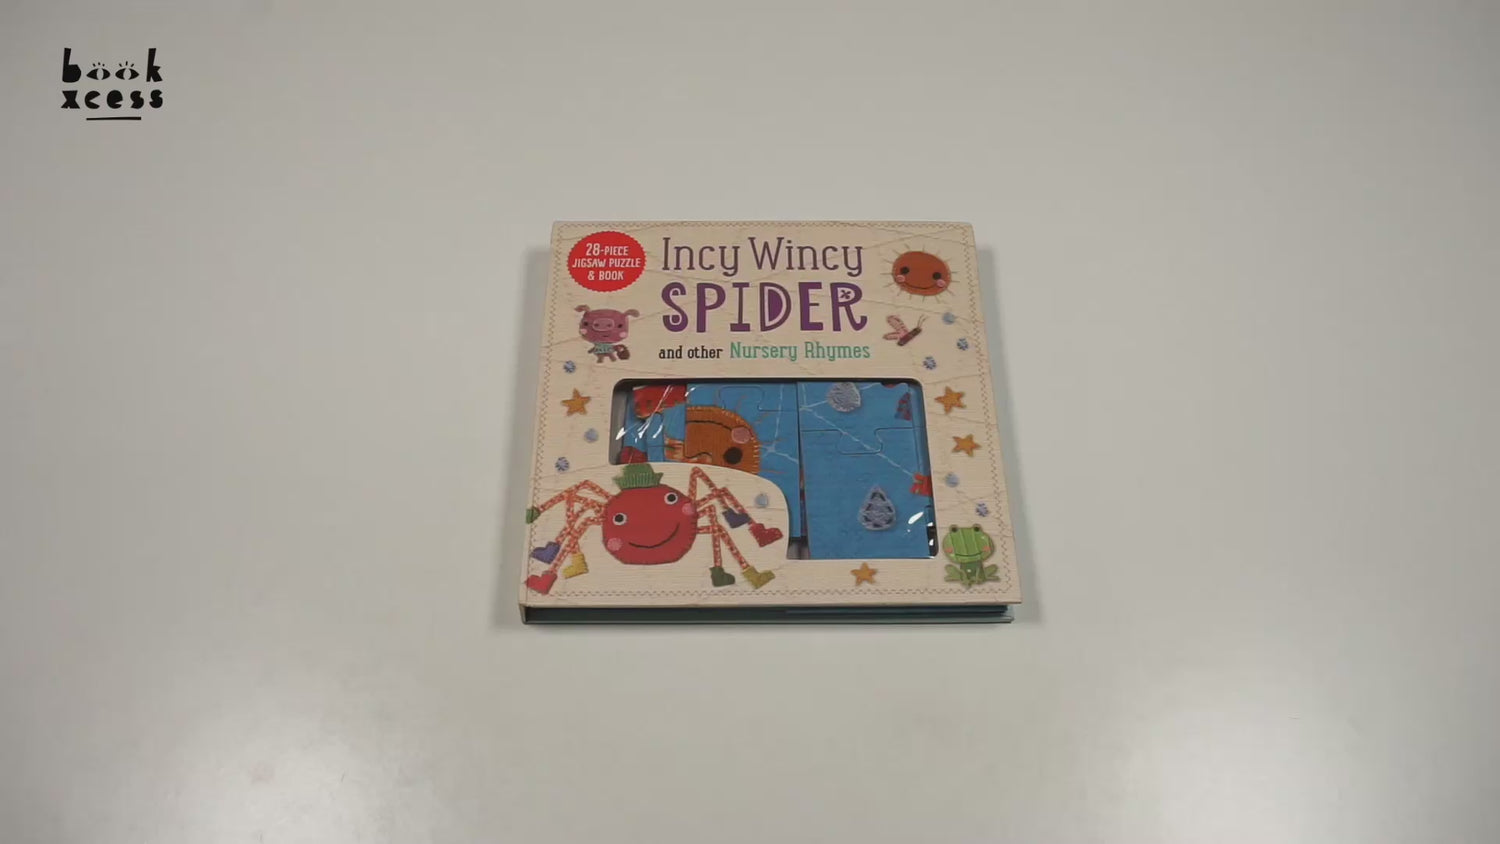 book
xcess
28-PIECE
JIGSAW PUZZLE
& BOOK
Incy Wincy
SPIDER
and other Nursery Rhymes